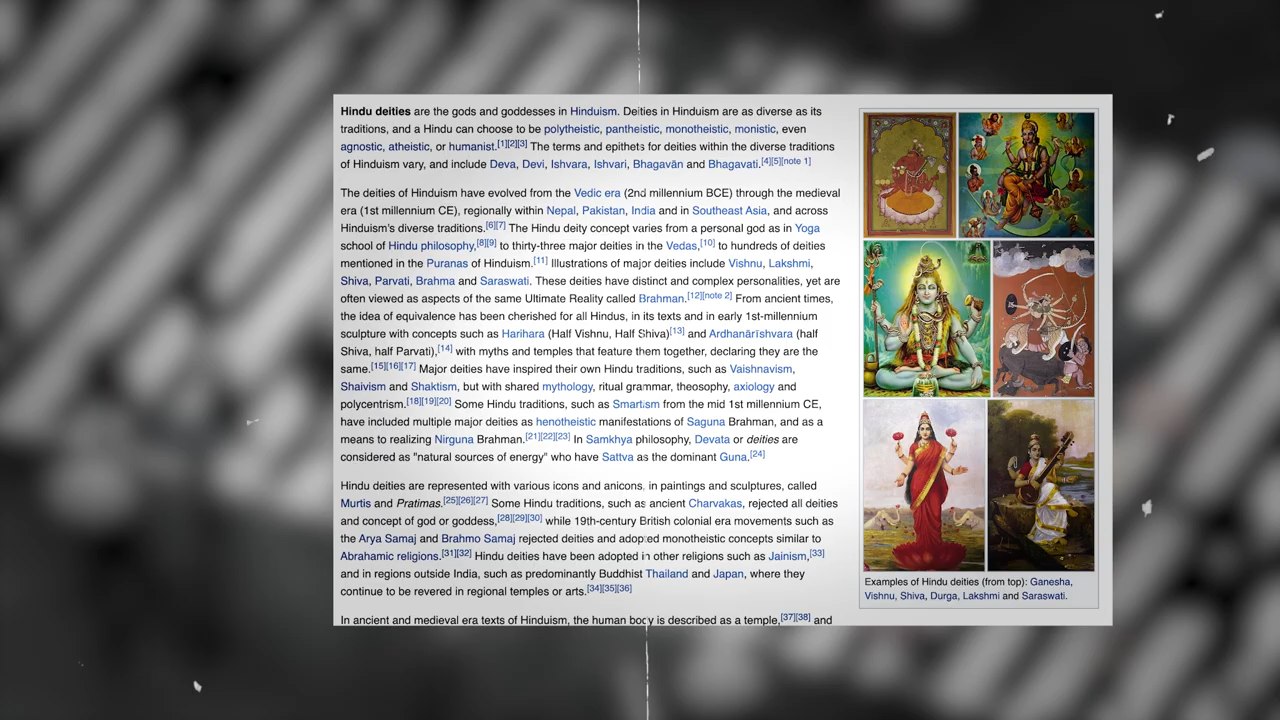 Hindu deities are the gods and goddesses in Hinduism. Deities in Hinduism are as diverse as its
traditions, and a Hindu can choose to be polytheistic, pantheistic, monotheistic, monistic, even
agnostic, atheistic, or humanist.[1][2][3] The terms and epithets for deities within the diverse traditions
of Hinduism vary, and include Deva, Devi, Ishvara, Ishvari, Bhagavān and Bhagavati.[4][5][note 1]
The deities of Hinduism have evolved from the Vedic era (2nd millennium BCE) through the medieval
era (1st millennium CE), regionally within Nepal, Pakistan, India and in Southeast Asia, and across
Hinduism's diverse traditions.[6][7] The Hindu deity concept varies from a personal god as in Yoga
school of Hindu philosophy,[8][9] to thirty-three major deities in the Vedas,[10] to hundreds of deities
mentioned in the Puranas of Hinduism.[11] Illustrations of major deities include Vishnu, Lakshmi,
Shiva, Parvati, Brahma and Saraswati. These deities have distinct and complex personalities, yet are
often viewed as aspects of the same Ultimate Reality called Brahman.[12][note 2] From ancient times,
the idea of equivalence has been cherished for all Hindus, in its texts and in early 1st-millennium
sculpture with concepts such as Harihara (Half Vishnu, Half Shiva)[13] and Ardhanārīshvara (half
Shiva, half Parvati),[14] with myths and temples that feature them together, declaring they are the
same.[15][16][17] Major deities have inspired their own Hindu traditions, such as Vaishnavism,
Shaivism and Shaktism, but with shared mythology, ritual grammar, theosophy, axiology and
polycentrism.[18][19][20] Some Hindu traditions, such as Smartism from the mid 1st millennium CE,
have included multiple major deities as henotheistic manifestations of Saguna Brahman, and as a
means to realizing Nirguna Brahman.[21][22][23] In Samkhya philosophy, Devata or deities are
considered as "natural sources of energy" who have Sattva as the dominant Guna.[24]
Hindu deities are represented with various icons and anicons, in paintings and sculptures, called
Murtis and Pratimas.[25][26][27] Some Hindu traditions, such as ancient Charvakas, rejected all deities
and concept of god or goddess,[28][29][30] while 19th-century British colonial era movements such as
the Arya Samaj and Brahmo Samaj rejected deities and adopted monotheistic concepts similar to
Abrahamic religions.[31][32] Hindu deities have been adopted in other religions such as Jainism,[33]
and in regions outside India, such as predominantly Buddhist Thailand and Japan, where they
continue to be revered in regional temples or arts.[34][35][36]
In ancient and medieval era texts of Hinduism, the human body is described as a temple,[37][38] and
Examples of Hindu deities (from top): Ganesha,
Vishnu, Shiva, Durga, Lakshmi and Saraswati.